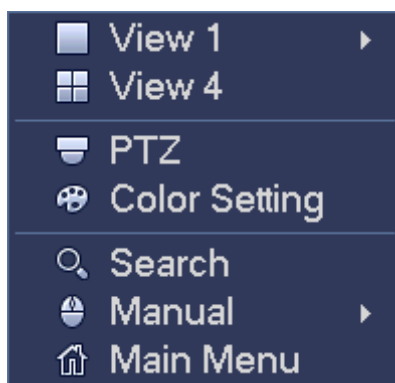 View 1
View 4
PTZ
Color Setting
Search
Manual
Main Menu